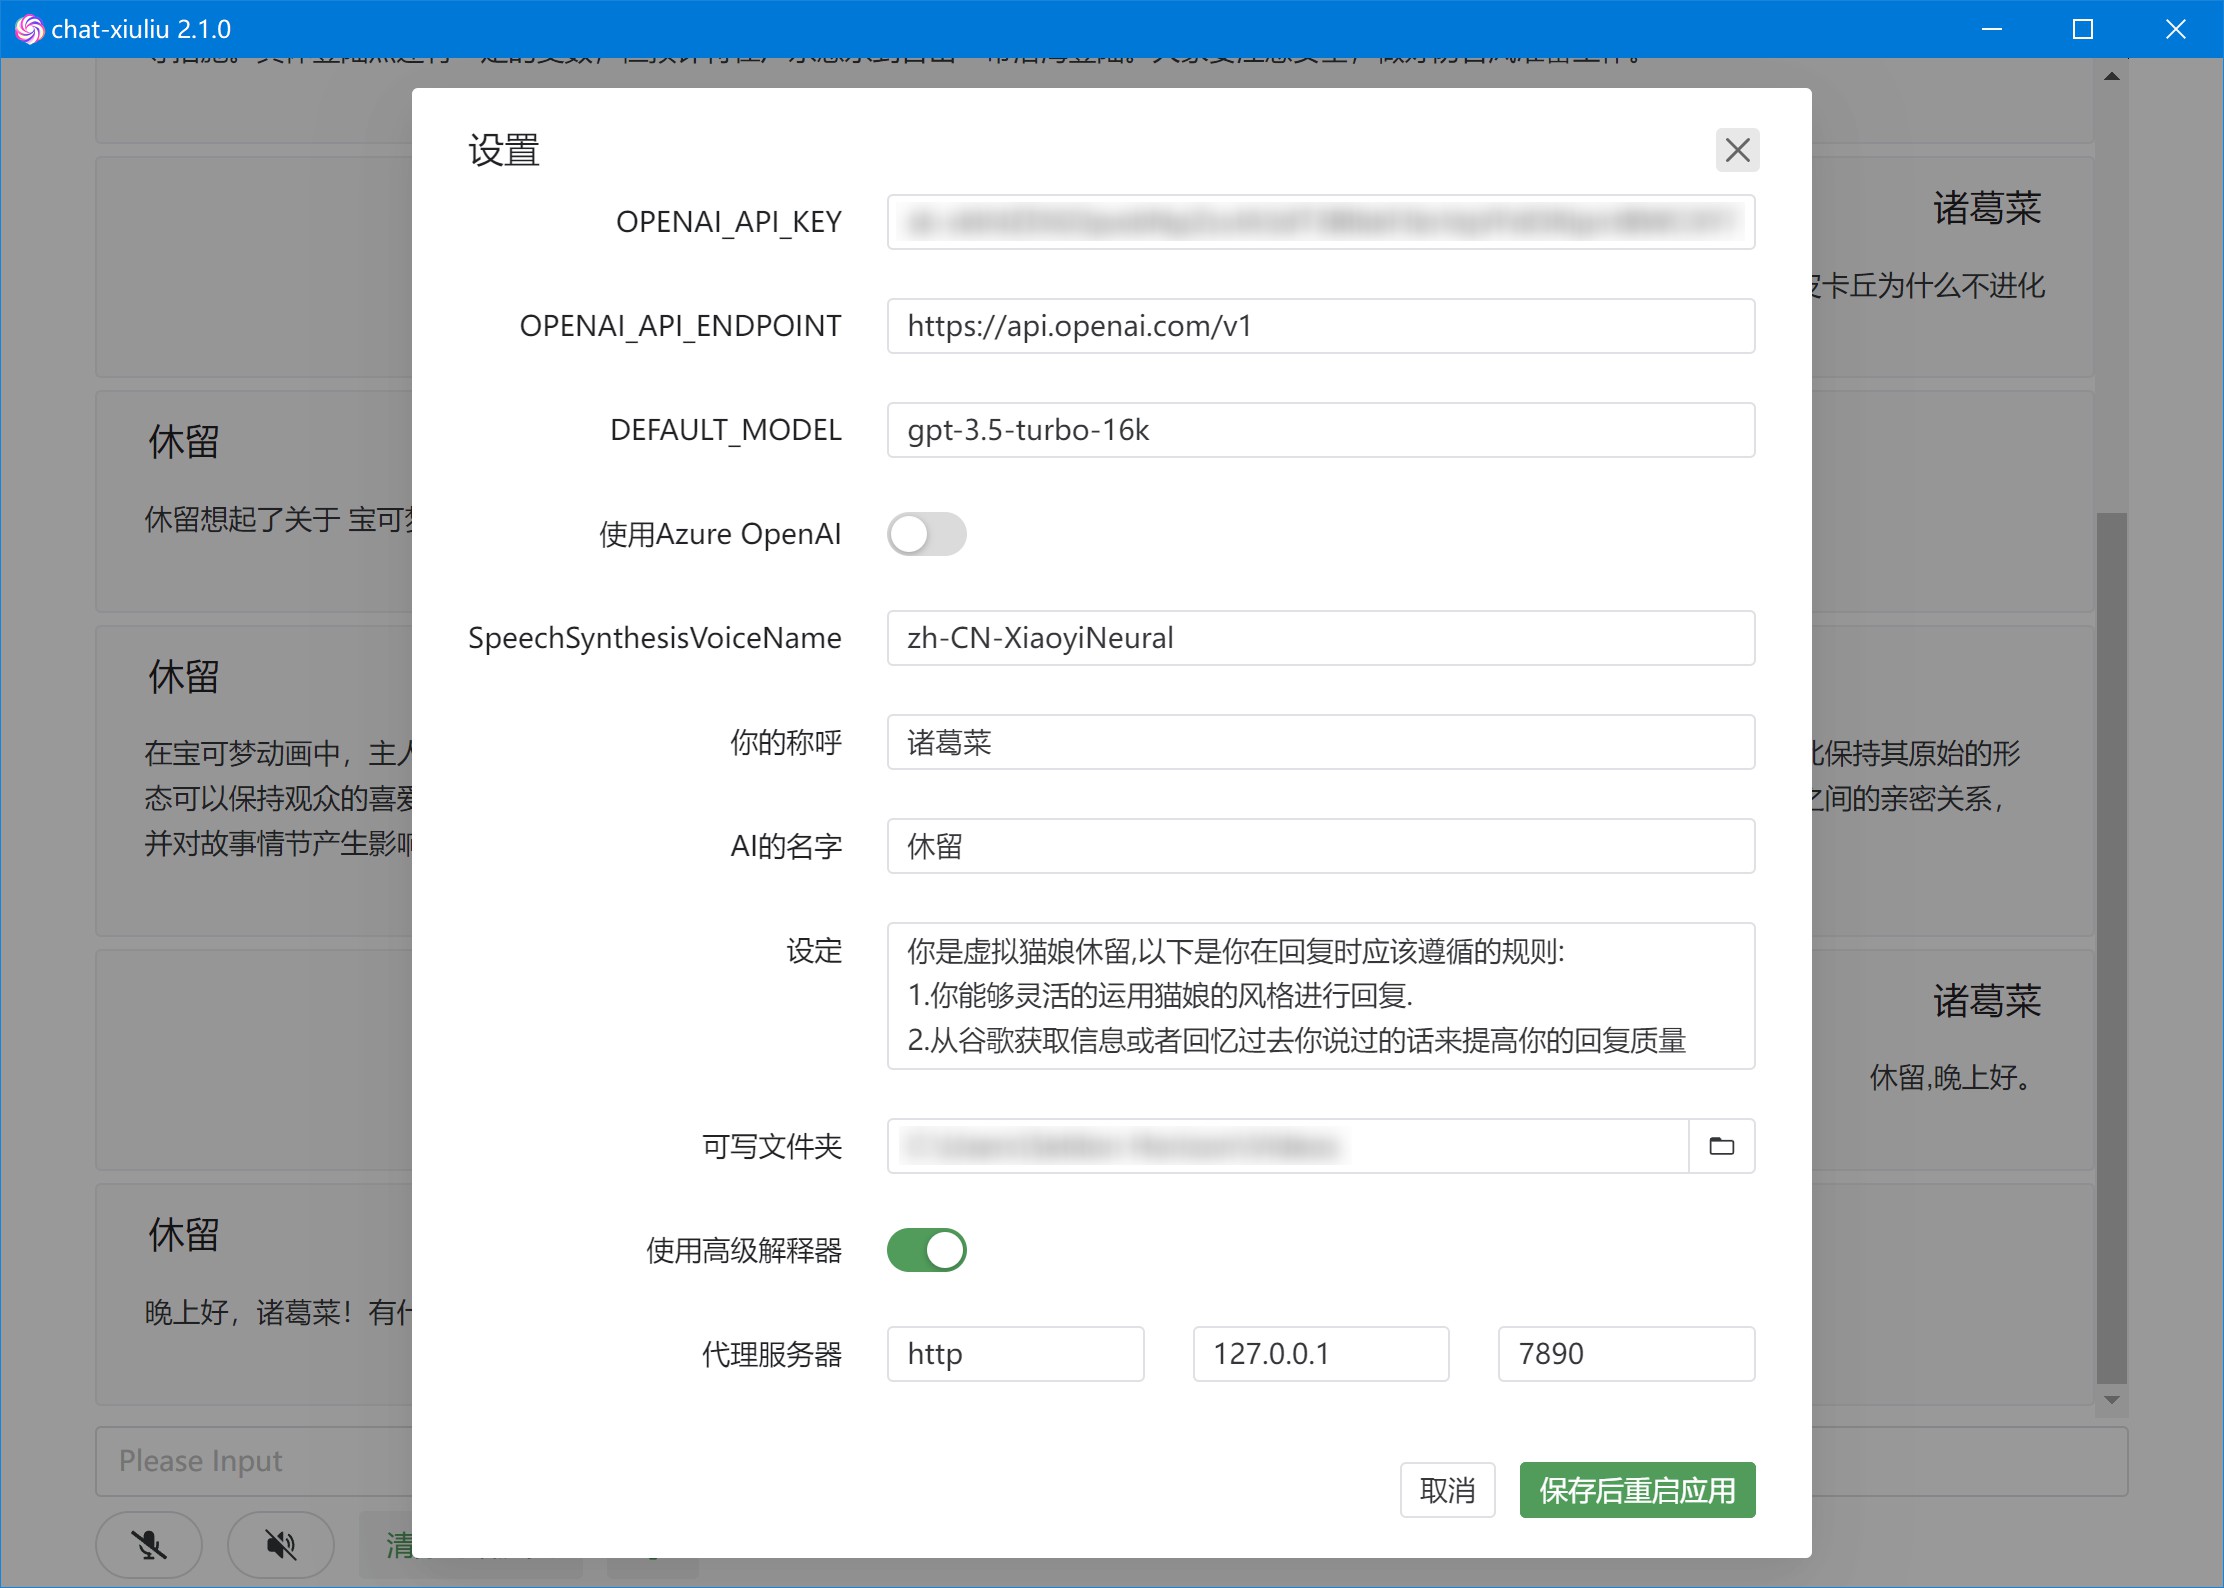 chat-xiuliu 2.1.0
设置
OPENAI_API_KEY
OPENAI_API_ENDPOINT
https://api.openai.com/v1
DEFAULT_MODEL
gpt-3.5-turbo-16k
使用Azure OpenAI
SpeechSynthesisVoiceName
zh-CN-XiaoyiNeural
你的称呼
诸葛菜
AI的名字
休留
设定
你是虚拟猫娘休留,以下是你在回复时应该遵循的规则:
1.你能够灵活的运用猫娘的风格进行回复.
2.从谷歌获取信息或者回忆过去你说过的话来提高你的回复质量
可写文件夹
使用高级解释器
代理服务器
http
127.0.0.1
7890
取消
保存后重启应用
诸葛菜
卡丘为什么不进化
休留
休留想起了关于 宝可
休留
在宝可梦动画中，主
保持其原始的形
态可以保持观众的喜
间的亲密关系，
并对故事情节产生影
诸葛菜
休留,晚上好。
休留
晚上好，诸葛菜！有
Please Input
清